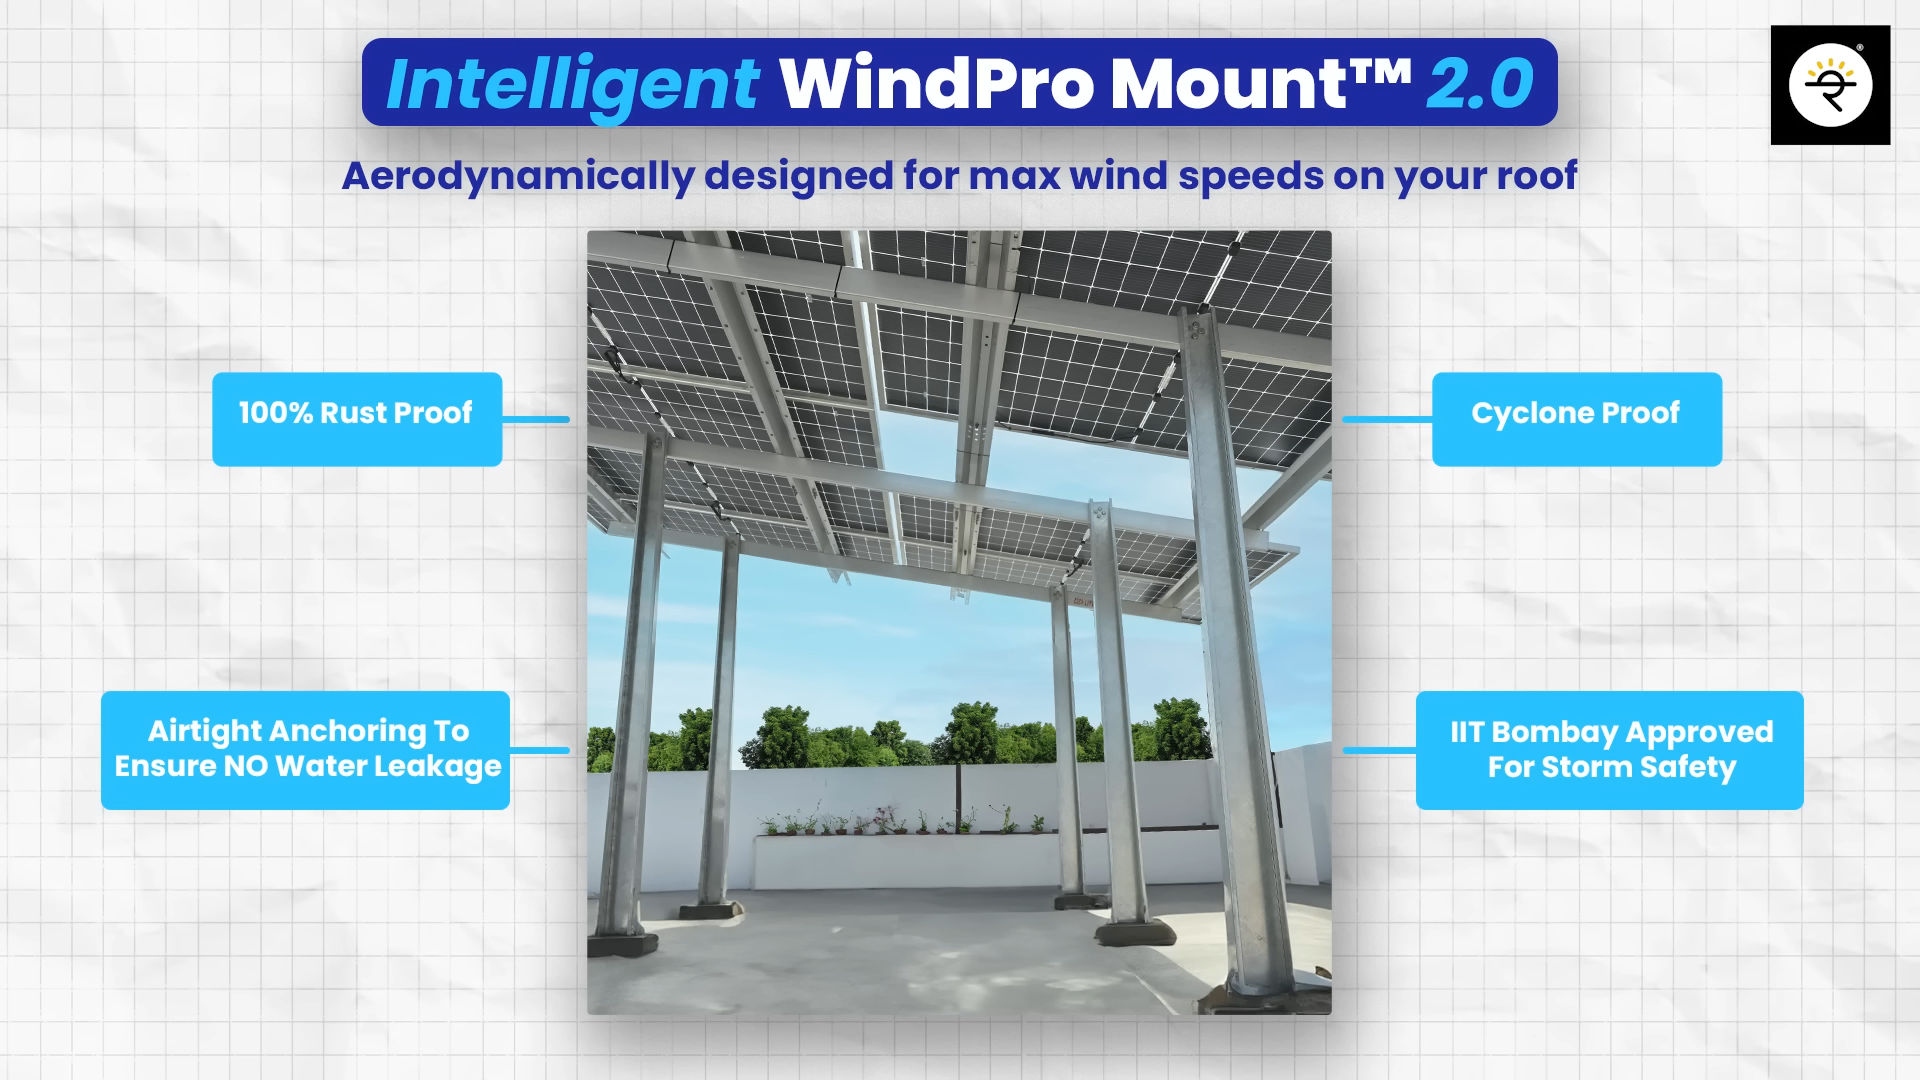 Intelligent WindPro Mount™ 2.0
®
Aerodynamically designed for max wind speeds on your roof
100% Rust Proof
Cyclone Proof
Airtight Anchoring To
Ensure NO Water Leakage
IIT Bombay Approved
For Storm Safety